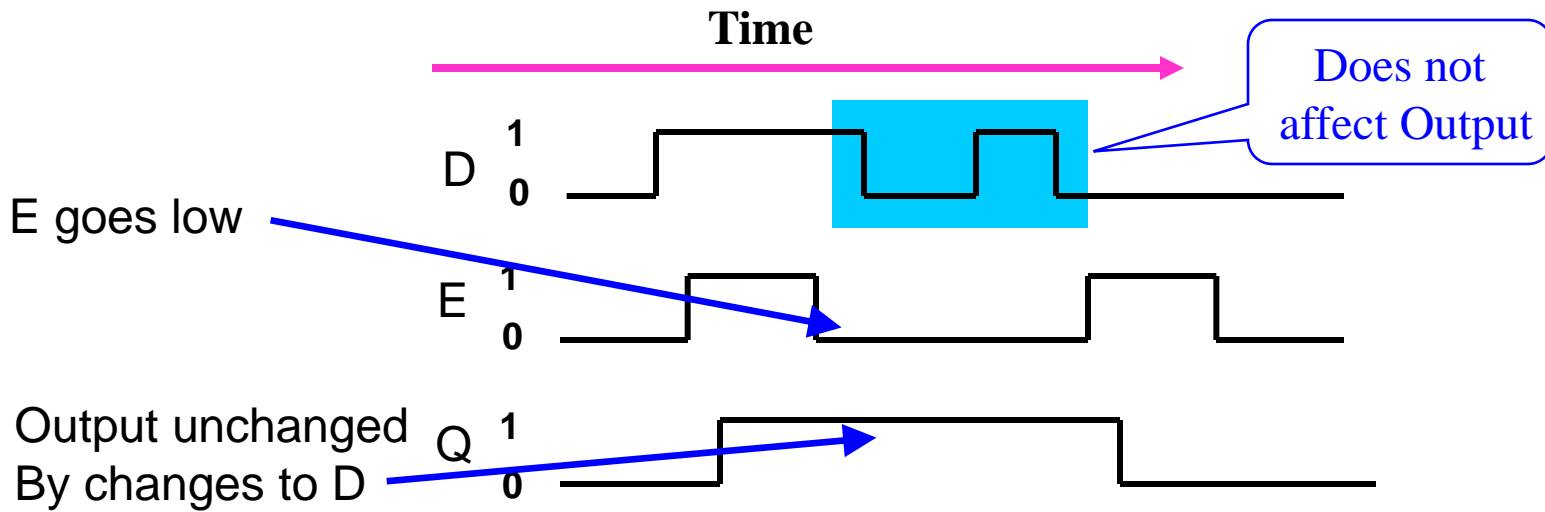 Time
Does not
affect Output
1
D
0
E goes low
1
E
0
Output unchanged
Q
1
By changes to D
0